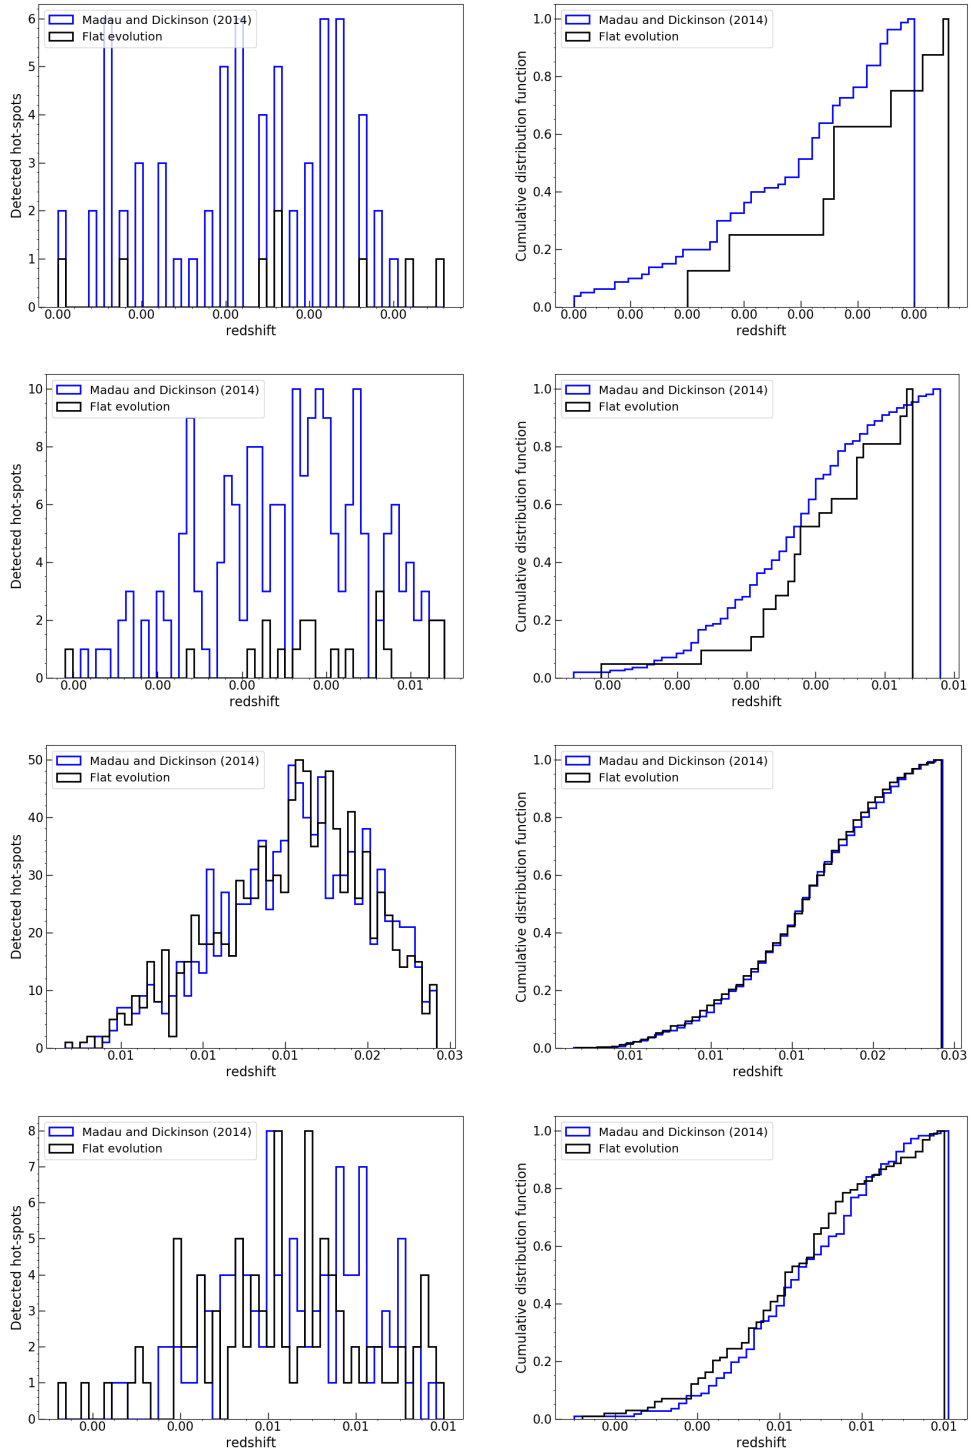 6
5
4
3
2
1
0
Detected hot-spots
Madau and Dickinson (2014)
Flat evolution
0.00 0.00 0.00 0.00 0.00
redshift
1.0
0.8
0.6
0.4
0.2
0.0
Cumulative distribution function
Madau and Dickinson (2014)
Flat evolution
0.00 0.00 0.00 0.00 0.00 0.00 0.00
redshift
10
8
6
4
2
0
Detected hot-spots
Madau and Dickinson (2014)
Flat evolution
0.00 0.00 0.00 0.00 0.01
redshift
1.0
0.8
0.6
0.4
0.2
0.0
Cumulative distribution function
Madau and Dickinson (2014)
Flat evolution
0.00 0.00 0.00 0.00 0.01 0.01
redshift
50
40
30
20
10
0
Detected hot-spots
Madau and Dickinson (2014)
Flat evolution
0.01 0.01 0.01 0.02 0.03
redshift
1.0
0.8
0.6
0.4
0.2
0.0
Cumulative distribution function
Madau and Dickinson (2014)
Flat evolution
0.01 0.01 0.01 0.02 0.03
redshift
8
7
6
5
4
3
2
1
0
Detected hot-spots
Madau and Dickinson (2014)
Flat evolution
0.00 0.00 0.01 0.01 0.01
redshift
1.0
0.8
0.6
0.4
0.2
0.0
Cumulative distribution function
Madau and Dickinson (2014)
Flat evolution
0.00 0.00 0.01 0.01 0.01
redshift